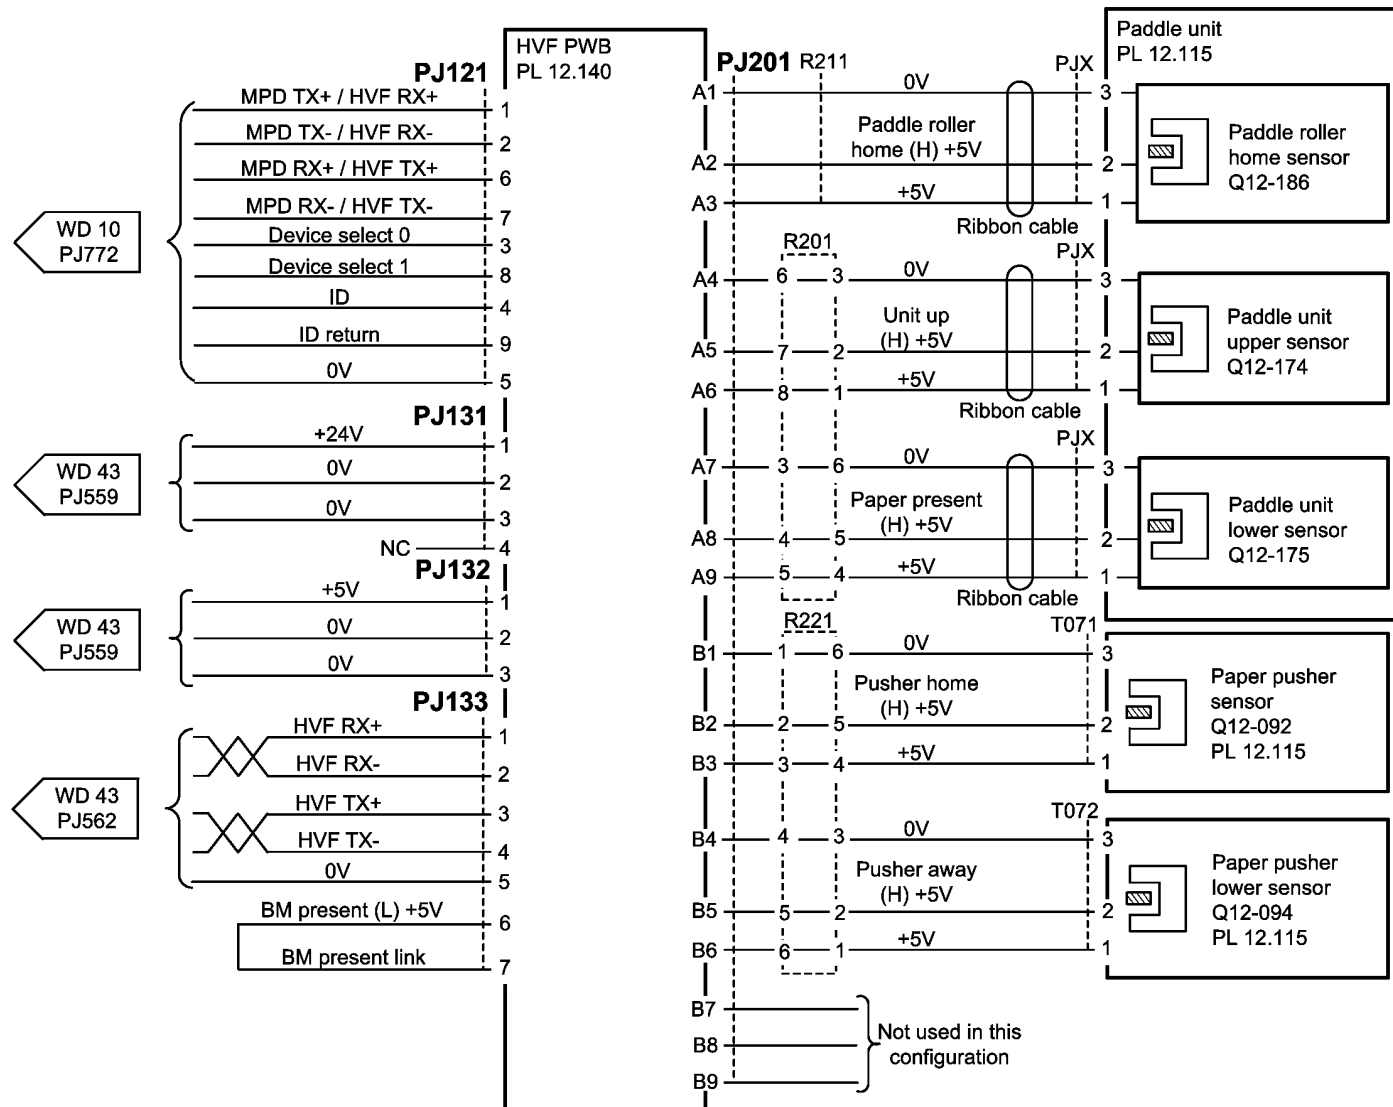 HVF PWB
PL 12.140
PJ121
MPD TX+ / HVF RX+
1
MPD TX- / HVF RX-
2
MPD RX+ / HVF TX+
6
MPD RX- / HVF TX-
7
Device select 0
3
Device select 1
8
ID
4
ID return
9
0V
5
WD 10
PJ772
PJ131
+24V
1
0V
2
0V
3
NC
4
WD 43
PJ559
PJ132
+5V
1
0V
2
0V
3
WD 43
PJ559
PJ133
HVF RX+
1
HVF RX-
2
HVF TX+
3
HVF TX-
4
0V
5
WD 43
PJ562
BM present (L) +5V
6
BM present link
7
PJ201
R211
PJX
Paddle unit
PL 12.115
A1
0V
3
A2
Paddle roller
home (H) +5V
2
A3
+5V
1
Ribbon cable
Paddle roller
home sensor
Q12-186
R201
PJX
A4
6
3
0V
3
A5
7
2
Unit up
(H) +5V
2
A6
8
1
+5V
1
Ribbon cable
Paddle unit
upper sensor
Q12-174
PJX
A7
3
6
0V
3
A8
4
5
Paper present
(H) +5V
2
A9
5
4
+5V
1
Ribbon cable
Paddle unit
lower sensor
Q12-175
R221
T071
B1
1
6
0V
3
B2
2
5
Pusher home
(H) +5V
2
B3
3
4
+5V
1
Paper pusher
sensor
Q12-092
PL 12.115
T072
B4
4
3
0V
3
B5
5
2
Pusher away
(H) +5V
2
B6
6
1
+5V
1
Paper pusher
lower sensor
Q12-094
PL 12.115
B7
B8
B9
Not used in this
configuration